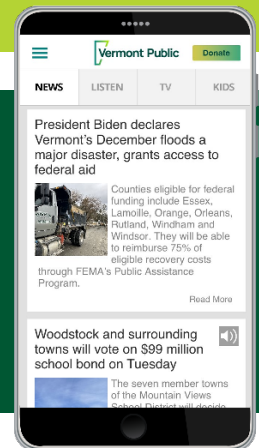 Vermont Public
Donate
NEWS
LISTEN
TV
KIDS
President Biden declares
Vermont's December floods a
major disaster, grants access to
federal aid
Counties eligible for federal
funding include Essex,
Lamoille, Orange, Orleans,
Rutland, Windham and
Windsor. They will be able
to reimburse 75% of
eligible recovery costs
through FEMA's Public Assistance
Program.
Read More
Woodstock and surrounding
towns will vote on $99 million
school bond on Tuesday
The seven member towns
of the Mountain Views
School District will decide